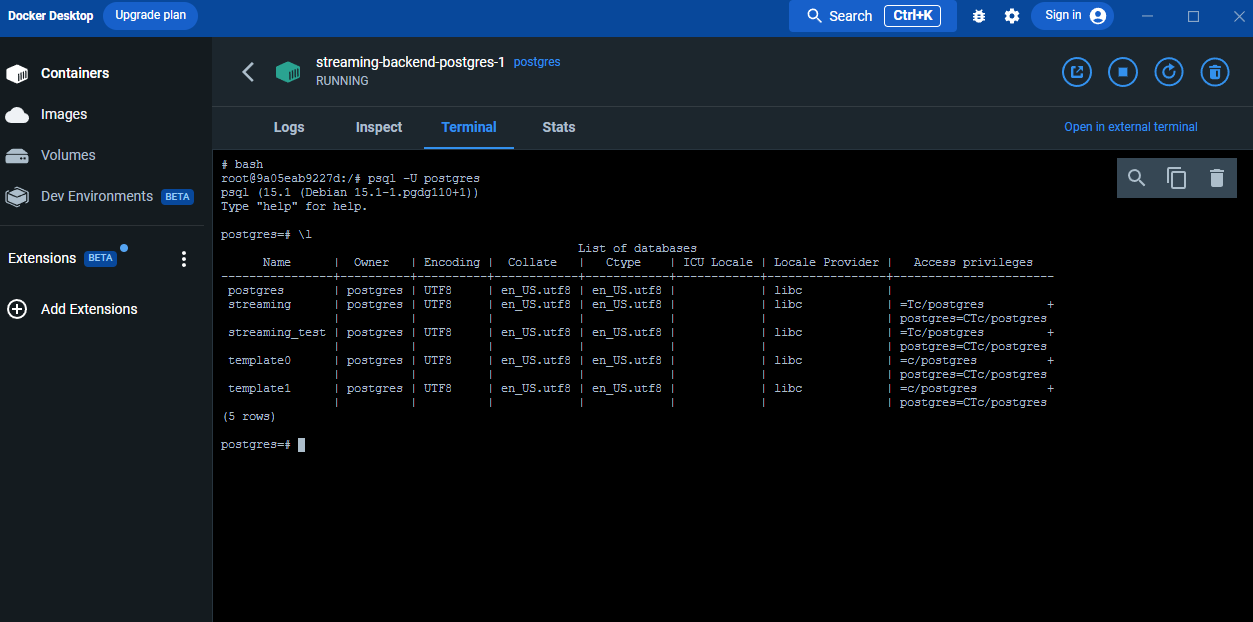 Docker Desktop Upgrade plan Search Ctrl+K Sign in
Containers
Images
Volumes
Dev Environments BETA
Extensions BETA
Add Extensions
streaming-backend-postgres-1 postgres
RUNNING
Logs Inspect Terminal Stats Open in external terminal
# bash
root@9a05eab9227d:/# psql -U postgres
psql (15.1 (Debian 15.1-1.pgdg110+1))
Type "help" for help.
postgres=# \l
List of databases
Name | Owner | Encoding | Collate | Ctype | ICU Locale | Locale Provider | Access privileges
----------------+----------+----------+------------+------------+------------+-----------------+-----------------------
postgres | postgres | UTF8 | en_US.utf8 | en_US.utf8 | | libc |
streaming | postgres | UTF8 | en_US.utf8 | en_US.utf8 | | libc | =Tc/postgres +
| | | | | | | postgres=CTc/postgres
streaming_test | postgres | UTF8 | en_US.utf8 | en_US.utf8 | | libc | =Tc/postgres +
| | | | | | | postgres=CTc/postgres
template0 | postgres | UTF8 | en_US.utf8 | en_US.utf8 | | libc | =c/postgres +
| | | | | | | postgres=CTc/postgres
template1 | postgres | UTF8 | en_US.utf8 | en_US.utf8 | | libc | =c/postgres +
| | | | | | | postgres=CTc/postgres
(5 rows)
postgres=#